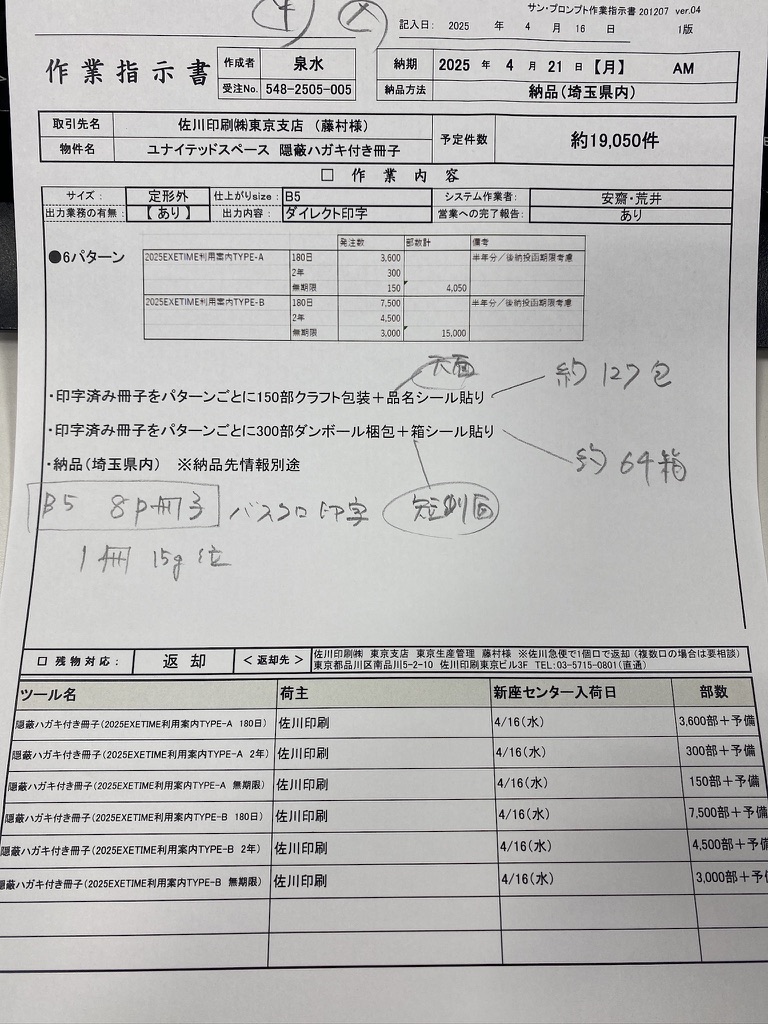 サン・プロンプト作業指示書 201207 ver.04
記入日： 2025 年 4 月 16 日 1版
作業指示書
作成者 泉水
受注No. 548-2505-005
納期 2025 年 4 月 21 日 【月】 AM
納品方法 納品(埼玉県内)
取引先名 佐川印刷㈱東京支店 (藤村様)
物件名 ユナイテッドスペース 隠蔽ハガキ付き冊子
予定件数 約19,050件
□ 作業内容
サイズ： 定形外 仕上がりsize： B5 システム作業者： 安齋・荒井
出力業務の有無： 【あり】 出力内容： ダイレクト印字 営業への完了報告： あり
●6パターン
発注数 部数計 備考
2025EXETIME利用案内TYPE-A 180日 3,600 半年分／後納投函期限考慮
2年 300
無期限 150 4,050
2025EXETIME利用案内TYPE-B 180日 7,500 半年分／後納投函期限考慮
2年 4,500
無期限 3,000 15,000
天面
・印字済み冊子をパターンごとに150部クラフト包装＋品名シール貼り 約127包
・印字済み冊子をパターンごとに300部ダンボール梱包＋箱シール貼り 約64箱
・納品(埼玉県内) ※納品先情報別途
B5 8P冊子 バスクロ印字 短側面
1冊 15g位
□ 残物対応： 返却 ＜返却先＞ 佐川印刷㈱ 東京支店 東京生産管理 藤村様 ※佐川急便で1個口で返却(複数口の場合は要相談)
東京都品川区南品川5-2-10 佐川印刷東京ビル3F TEL:03-5715-0801(直通)
ツール名 荷主 新座センター入荷日 部数
隠蔽ハガキ付き冊子(2025EXETIME利用案内TYPE-A 180日) 佐川印刷 4/16(水) 3,600部＋予備
隠蔽ハガキ付き冊子(2025EXETIME利用案内TYPE-A 2年) 佐川印刷 4/16(水) 300部＋予備
隠蔽ハガキ付き冊子(2025EXETIME利用案内TYPE-A 無期限) 佐川印刷 4/16(水) 150部＋予備
隠蔽ハガキ付き冊子(2025EXETIME利用案内TYPE-B 180日) 佐川印刷 4/16(水) 7,500部＋予備
隠蔽ハガキ付き冊子(2025EXETIME利用案内TYPE-B 2年) 佐川印刷 4/16(水) 4,500部＋予備
隠蔽ハガキ付き冊子(2025EXETIME利用案内TYPE-B 無期限) 佐川印刷 4/16(水) 3,000部＋予備